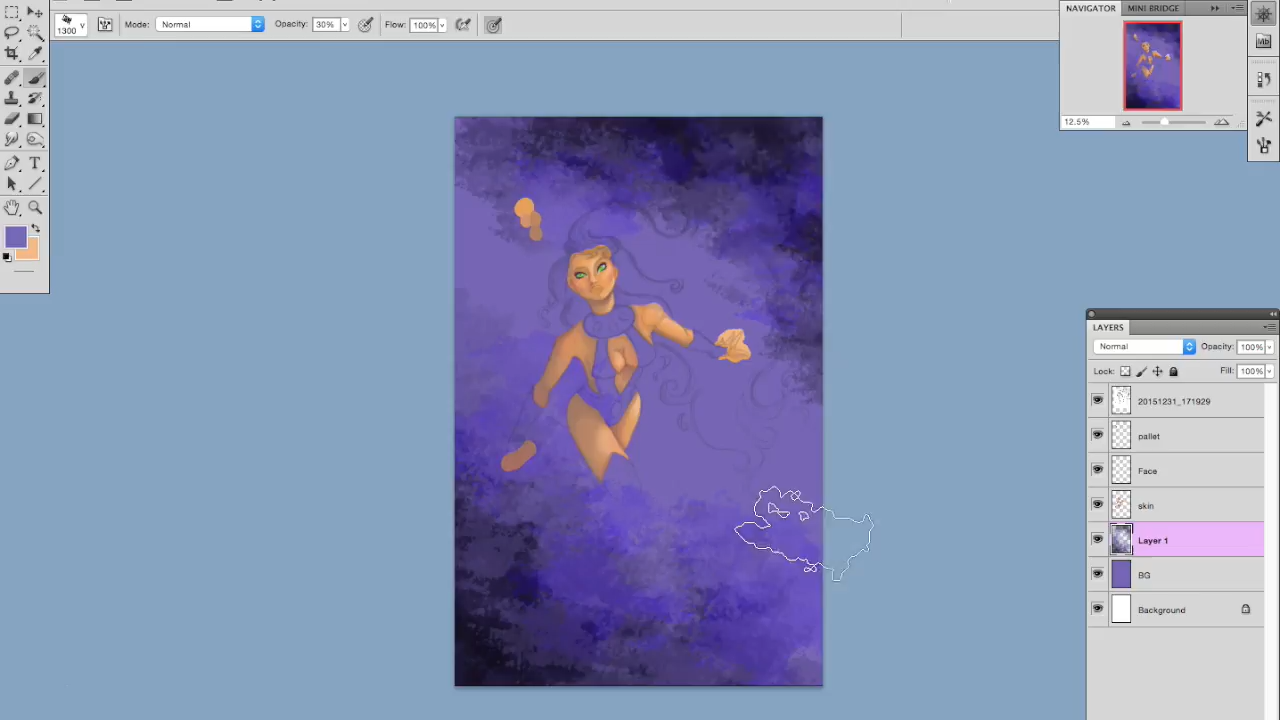 1300 Mode: Normal Opacity: 30% Flow: 100%
NAVIGATOR MINI BRIDGE
Mb
12.5%
T
LAYERS
Normal Opacity: 100%
Lock: Fill: 100%
20151231_171929
pallet
Face
skin
Layer 1
BG
Background